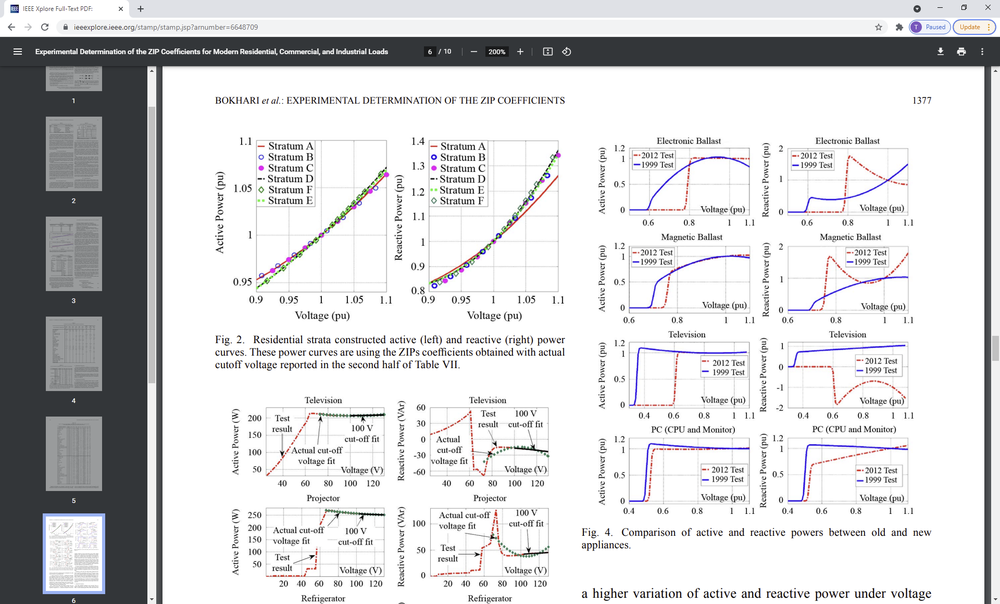 IEEE Xplore Full-Text PDF:
ieeexplore.ieee.org/stamp/stamp.jsp?arnumber=6648709
T Paused
Update
Experimental Determination of the ZIP Coefficients for Modern Residential, Commercial, and Industrial Loads
6 / 10
200%
1
2
3
4
5
6
BOKHARI et al.: EXPERIMENTAL DETERMINATION OF THE ZIP COEFFICIENTS
1377
Active Power (pu)
1.1
1.05
1
0.95
Stratum A
Stratum B
Stratum C
Stratum D
Stratum F
Stratum E
0.9 0.95 1 1.05 1.1
Voltage (pu)
Reactive Power (pu)
1.4
1.3
1.2
1.1
1
0.9
0.8
Stratum A
Stratum B
Stratum C
Stratum D
Stratum E
Stratum F
0.9 0.95 1 1.05 1.1
Voltage (pu)
Fig. 2. Residential strata constructed active (left) and reactive (right) power
curves. These power curves are using the ZIPs coefficients obtained with actual
cutoff voltage reported in the second half of Table VII.
Television
Active Power (W)
200
150
100
50
Test
result
100 V
cut-off fit
Actual cut-off
voltage fit
Voltage (V)
40 60 80 100 120
Television
Reactive Power (VAr)
60
30
0
-30
-60
Test
result
100 V
cut-off fit
Actual
cut-off
voltage fit
Voltage (V)
40 60 80 100 120
Projector
Active Power (W)
250
200
150
100
50
Actual cut-off
voltage fit
100 V
cut-off fit
Test
result
Voltage (V)
20 40 60 80 100 120
Projector
Reactive Power (VAr)
100
50
0
Actual cut-off
voltage fit
100 V
cut-off fit
Test
result
Voltage (V)
20 40 60 80 100 120
Refrigerator
Refrigerator
Electronic Ballast
Active Power (pu)
1.2
1
0.5
0
2012 Test
1999 Test
Voltage (pu)
0.6 0.8 1 1.1
Electronic Ballast
Reactive Power (pu)
2
1
0
2012 Test
1999 Test
Voltage (pu)
0.6 0.8 1 1.1
Magnetic Ballast
Active Power (pu)
1.2
1
0.5
0
2012 Test
1999 Test
Voltage (pu)
0.6 0.8 1 1.1
Magnetic Ballast
Reactive Power (pu)
2
1
0
2012 Test
1999 Test
Voltage (pu)
0.6 0.8 1 1.1
Television
Active Power (pu)
1.2
1
0.5
0
2012 Test
1999 Test
Voltage (pu)
0.4 0.6 0.8 1 1.1
Television
Reactive Power (pu)
1
0
-1
-2
2012 Test
1999 Test
Voltage (pu)
0.4 0.6 0.8 1 1.1
PC (CPU and Monitor)
Active Power (pu)
1.2
1
0.5
0
2012 Test
1999 Test
Voltage (pu)
0.4 0.6 0.8 1 1.1
PC (CPU and Monitor)
Reactive Power (pu)
1.2
1
0.5
0
2012 Test
1999 Test
Voltage (pu)
0.4 0.6 0.8 1 1.1
Fig. 4. Comparison of active and reactive powers between old and new
appliances.
a higher variation of active and reactive power under voltage